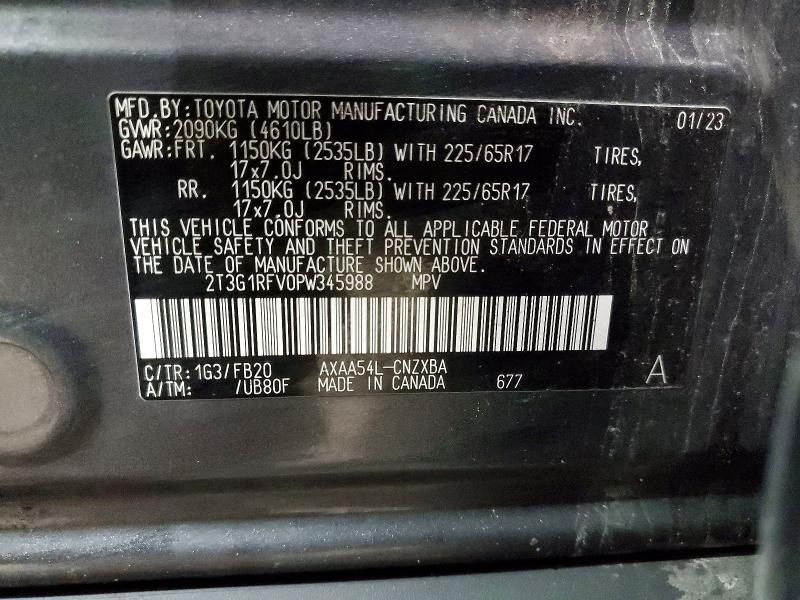 MFD.BY:TOYOTA MOTOR MANUFACTURING CANADA INC. 01/23
GVWR:2090KG (4610LB)
GAWR:FRT. 1150KG (2535LB) WITH 225/65R17 TIRES,
17x7.0J RIMS.
RR. 1150KG (2535LB) WITH 225/65R17 TIRES,
17x7.0J RIMS.
THIS VEHICLE CONFORMS TO ALL APPLICABLE FEDERAL MOTOR
VEHICLE SAFETY AND THEFT PREVENTION STANDARDS IN EFFECT ON
THE DATE OF MANUFACTURE SHOWN ABOVE.
2T3G1RFV0PW345988 MPV
C/TR: 1G3/FB20 AXAA54L-CNZXBA
A/TM: /UB80F MADE IN CANADA 677 A